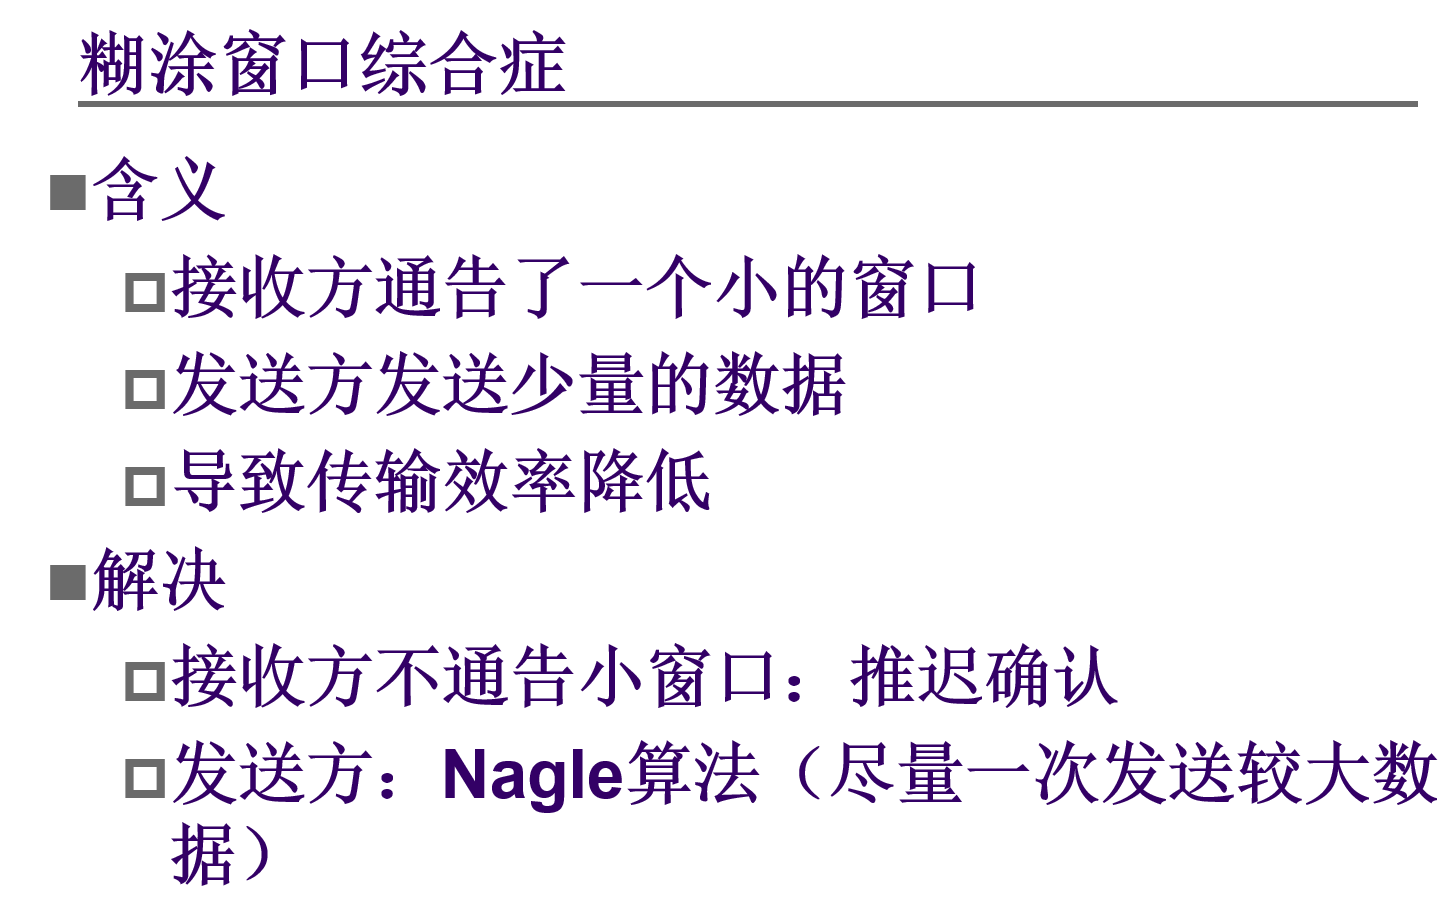 糊涂窗口综合症
含义
接收方通告了一个小的窗口
发送方发送少量的数据
导致传输效率降低
解决
接收方不通告小窗口：推迟确认
发送方：Nagle算法（尽量一次发送较大数
据）